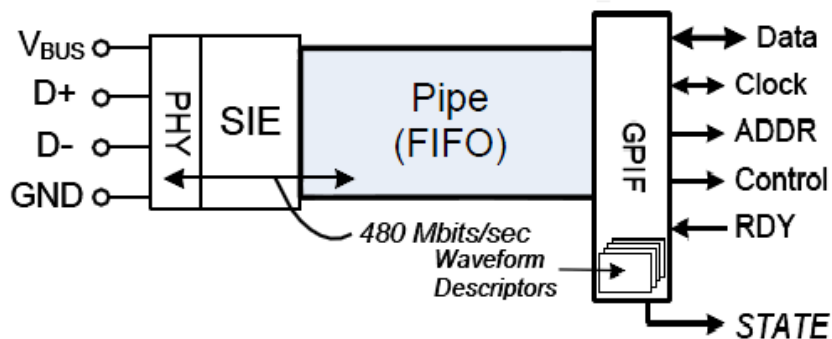 VBUS
D+
D-
GND
PHY
SIE
Pipe
(FIFO)
480 Mbits/sec
Waveform
Descriptors
GPIF
Data
Clock
ADDR
Control
RDY
STATE